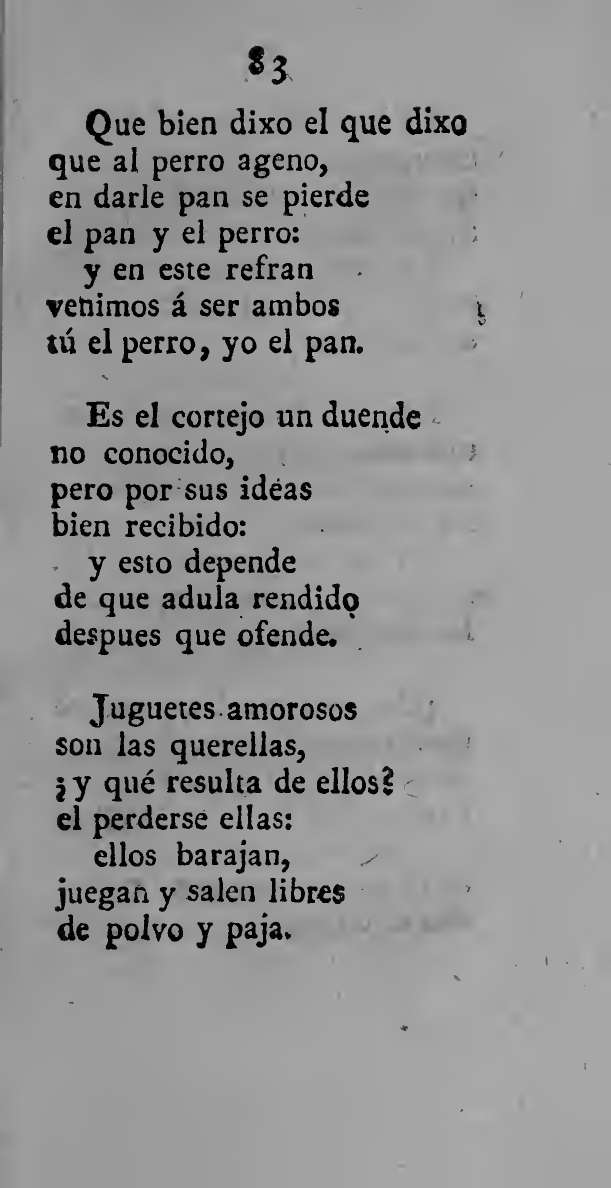 83
Que bien dixo el que dixo
que al perro ageno,
en darle pan se pierde
el pan y el perro:
y en este refran
venimos á ser ambos
tú el perro, yo el pan.
Es el cortejo un duende
no conocido,
pero por sus idéas
bien recibido:
y esto depende
de que adula rendido
despues que ofende.
Juguetes amorosos
son las querellas,
¿y qué resulta de ellos?
el perderse ellas:
ellos barajan,
juegan y salen libres
de polvo y paja.